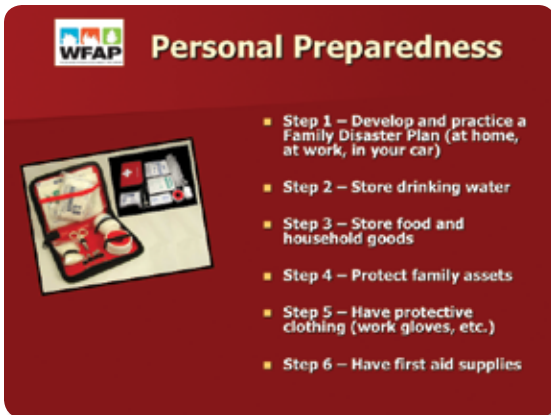 WFAP
Personal Preparedness
Step 1 – Develop and practice a
Family Disaster Plan (at home,
at work, in your car)
Step 2 – Store drinking water
Step 3 – Store food and
household goods
Step 4 – Protect family assets
Step 5 – Have protective
clothing (work gloves, etc.)
Step 6 – Have first aid supplies